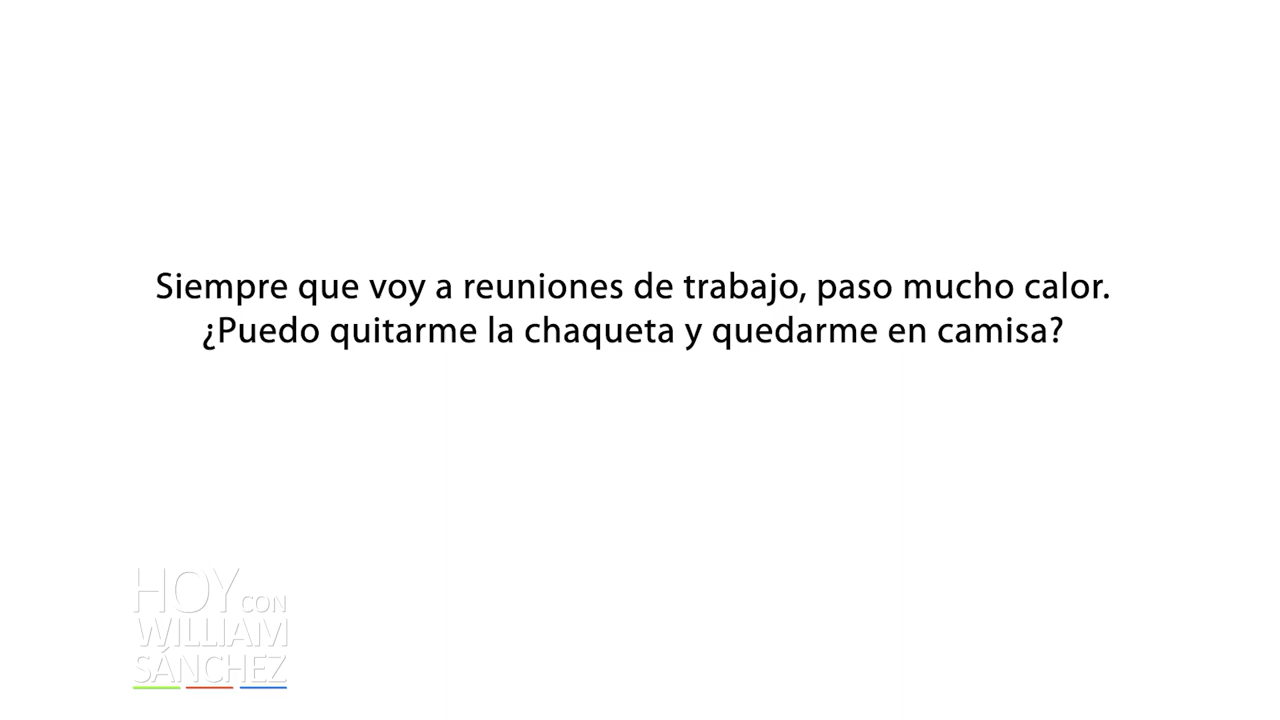 Siempre que voy a reuniones de trabajo, paso mucho calor.
¿Puedo quitarme la chaqueta y quedarme en camisa?
HOY CON
WILLIAM
SÁNCHEZ